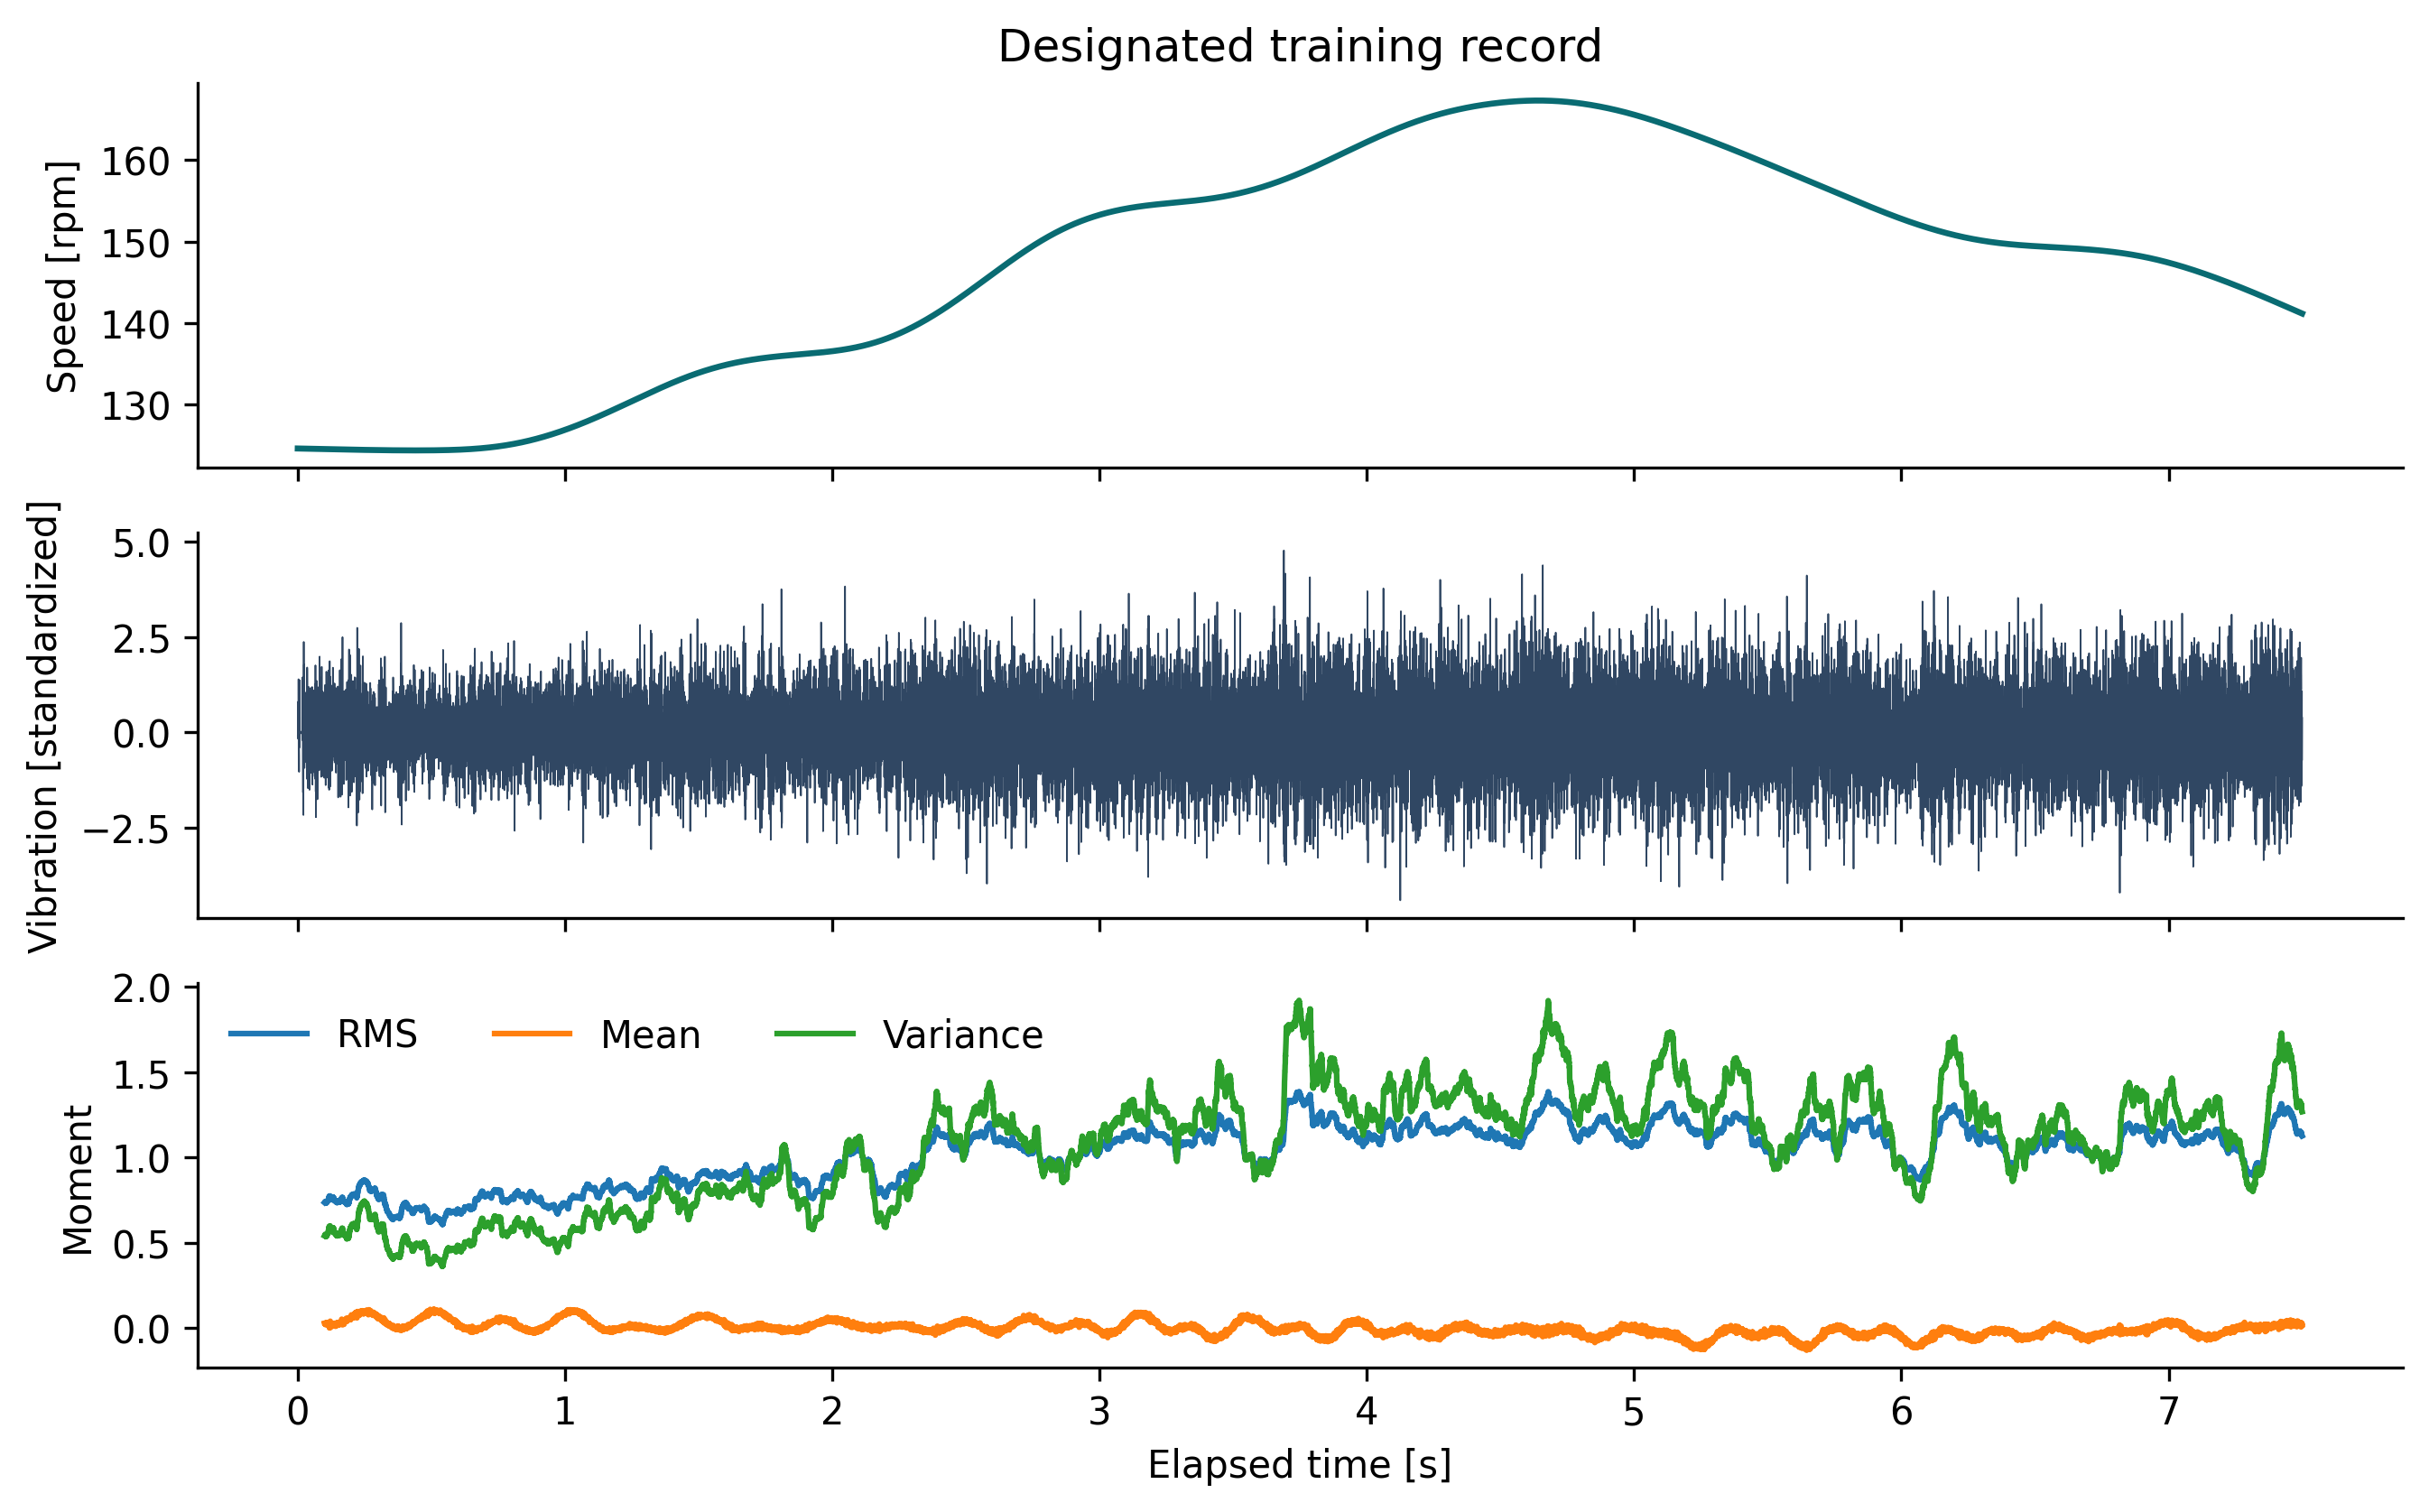 Designated training record
Speed [rpm]
160
150
140
130
Vibration [standardized]
5.0
2.5
0.0
−2.5
Moment
2.0
1.5
1.0
0.5
0.0
RMS Mean Variance
0 1 2 3 4 5 6 7
Elapsed time [s]